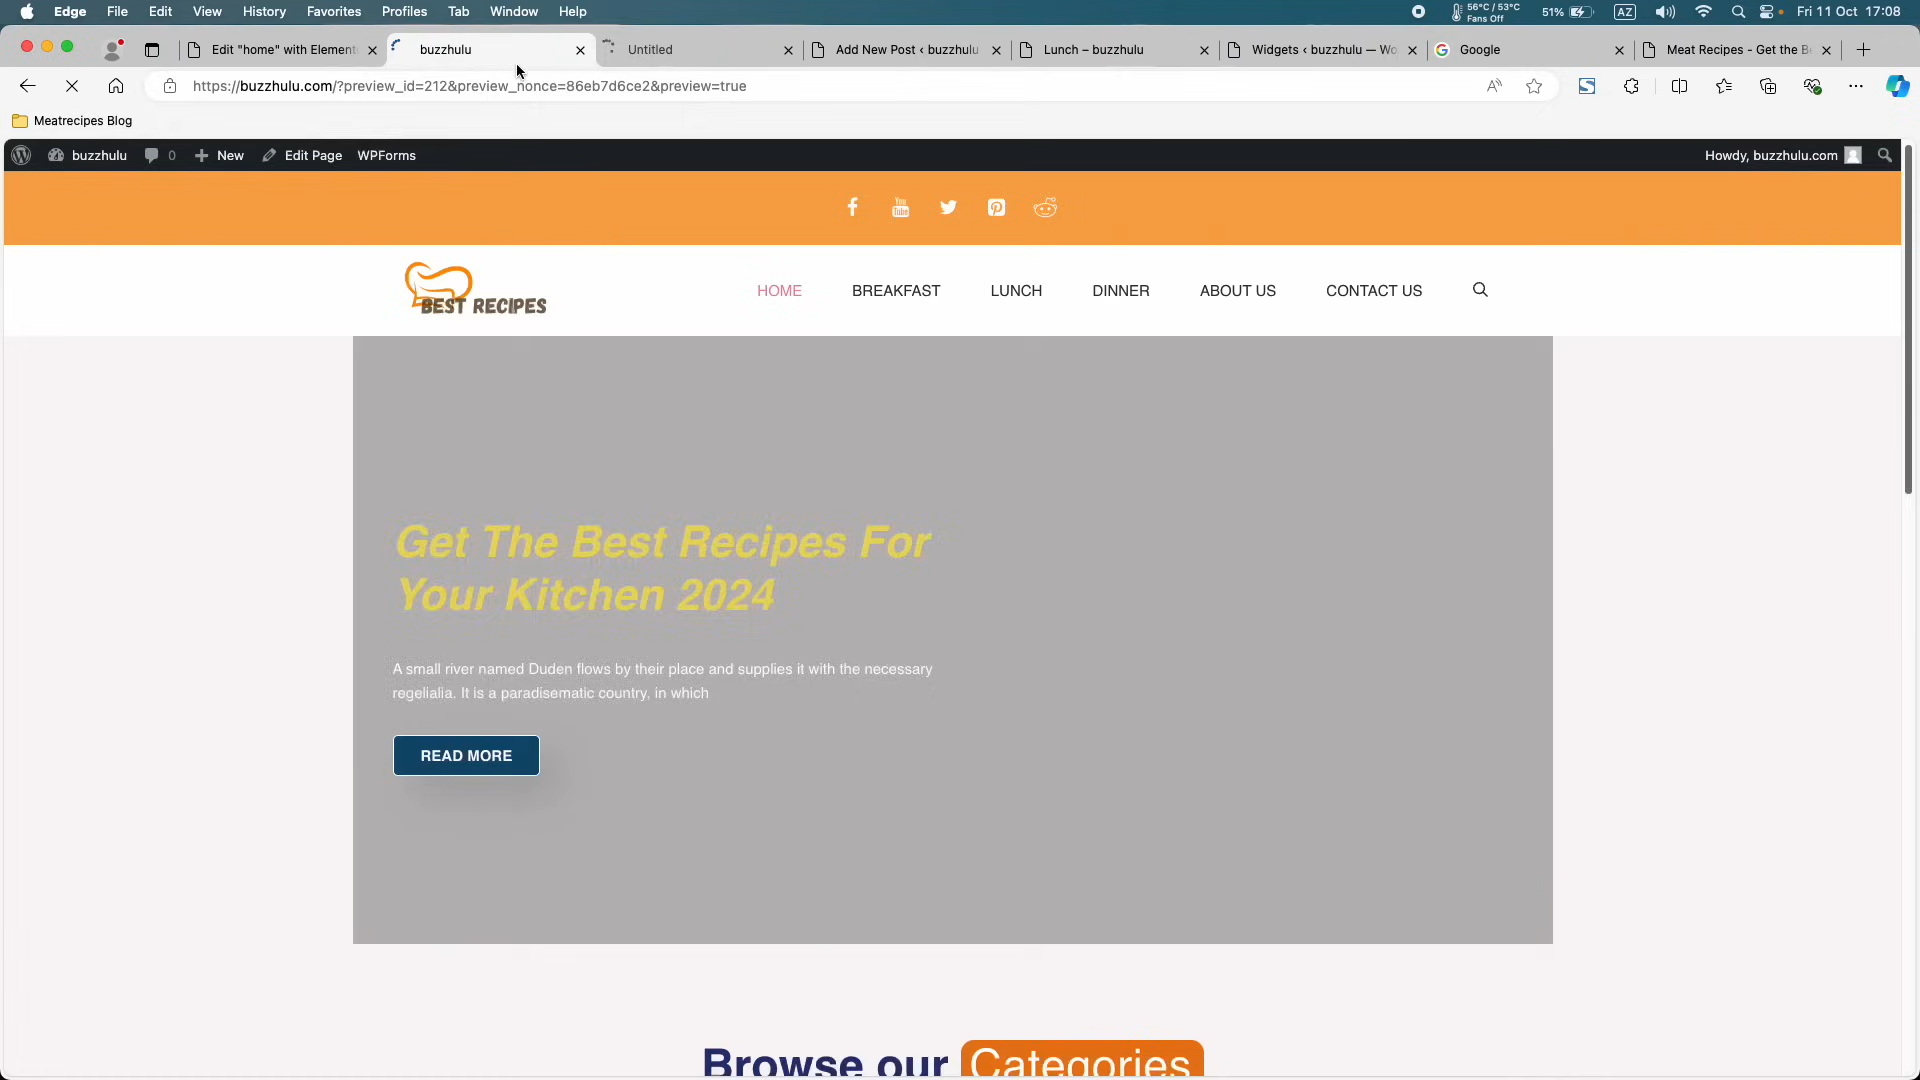 Edge File Edit View History Favorites Profiles Tab Window Help 56°C / 53°C Fans Off 51% AZ Fri 11 Oct 17:08
Edit "home" with Element buzzhulu Untitled Add New Post ‹ buzzhulu Lunch – buzzhulu Widgets ‹ buzzhulu — Wo Google Meat Recipes - Get the B
https://buzzhulu.com/?preview_id=212&preview_nonce=86eb7d6ce2&preview=true
Meatrecipes Blog
buzzhulu 0 New Edit Page WPForms Howdy, buzzhulu.com
You Tube
BEST RECIPES HOME BREAKFAST LUNCH DINNER ABOUT US CONTACT US
Get The Best Recipes For
Your Kitchen 2024
A small river named Duden flows by their place and supplies it with the necessary
regelialia. It is a paradisematic country, in which
READ MORE
Browse our Categories